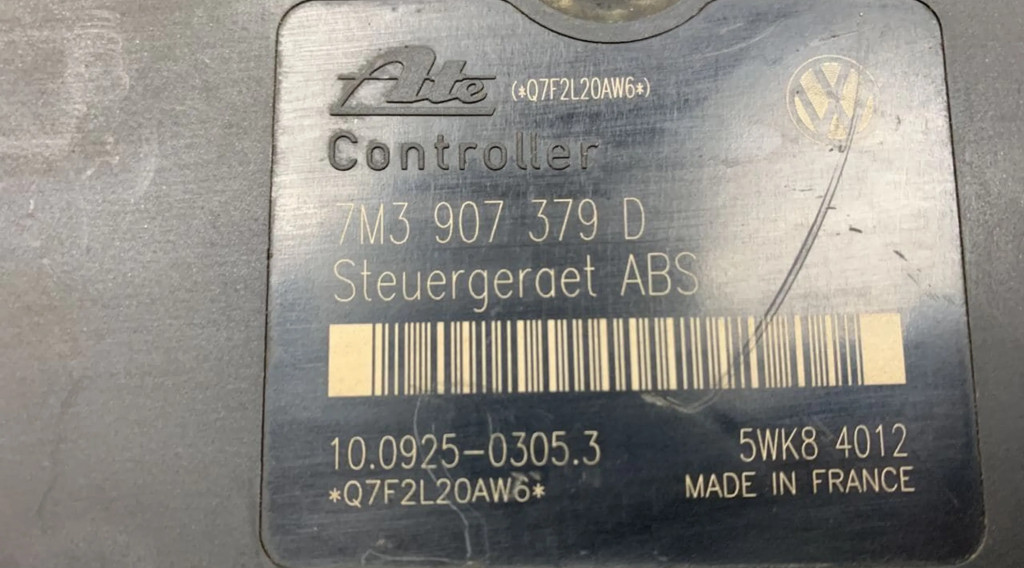 Ate (*Q7F2L20AW6*)
Controller
7M3 907 379 D
Steuergeraet ABS
10.0925-0305.3 5WK8 4012
*Q7F2L20AW6* MADE IN FRANCE